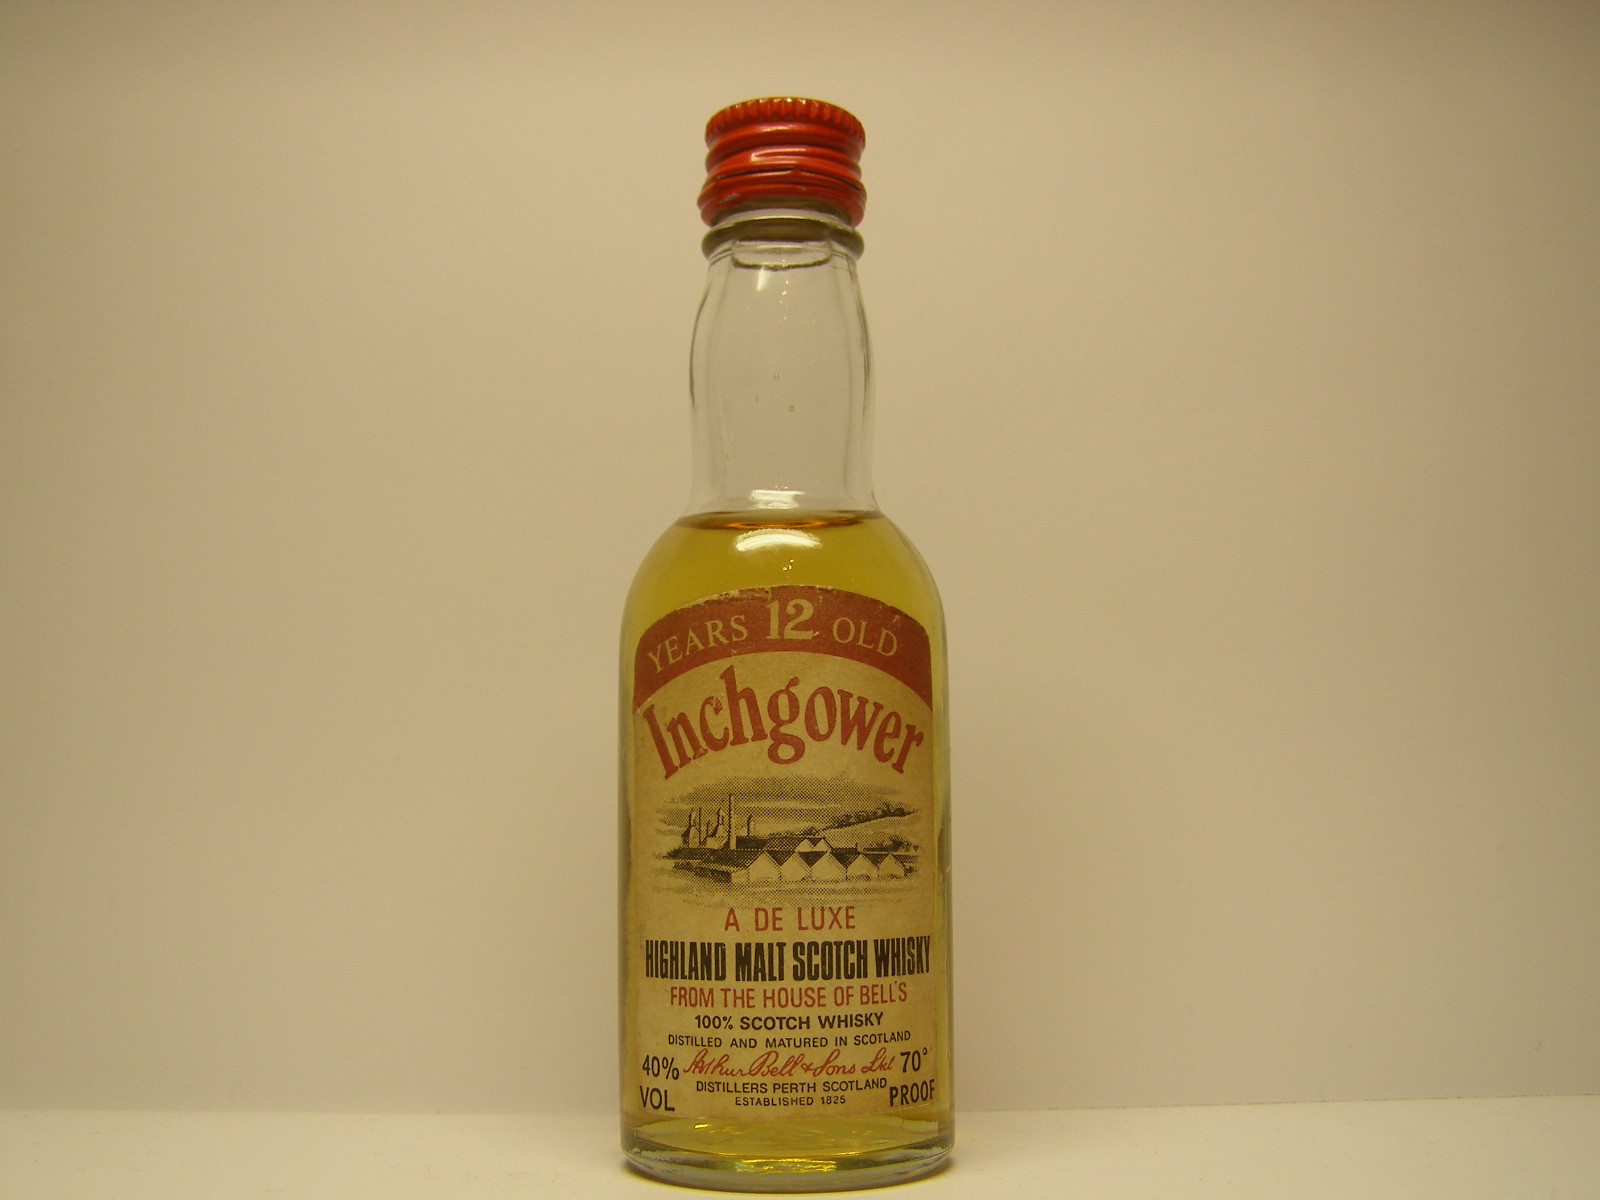 YEARS 12 OLD
Inchgower
A DE LUXE
HIGHLAND MALT SCOTCH WHISKY
FROM THE HOUSE OF BELL'S
100% SCOTCH WHISKY
DISTILLED AND MATURED IN SCOTLAND
40% VOL
Arthur Bell & Sons Ltd
70° PROOF
DISTILLERS PERTH SCOTLAND
ESTABLISHED 1825